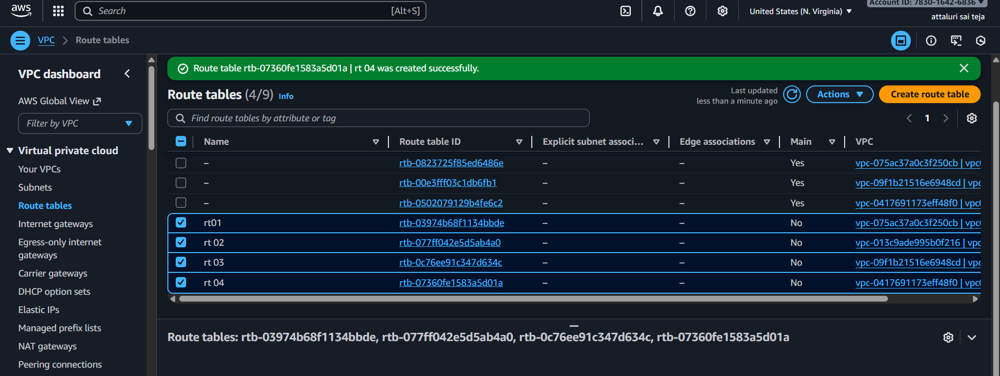 aws
Search [Alt+S]
United States (N. Virginia)
Account ID: 7830-1642-6836
attaluri sai teja
VPC
Route tables
VPC dashboard
AWS Global View
Filter by VPC
Virtual private cloud
Your VPCs
Subnets
Route tables
Internet gateways
Egress-only internet
gateways
Carrier gateways
DHCP option sets
Elastic IPs
Managed prefix lists
NAT gateways
Peering connections
Route table rtb-07360fe1583a5d01a | rt 04 was created successfully.
Route tables (4/9) Info
Last updated
less than a minute ago
Actions
Create route table
Find route tables by attribute or tag
1
Name Route table ID Explicit subnet associ... Edge associations Main VPC
– rtb-0823725f85ed6486e – – Yes vpc-075ac37a0c3f250cb | vpc
– rtb-00e3fff03c1db6fb1 – – Yes vpc-09f1b21516e6948cd | vpc
– rtb-0502079129b4fe6c2 – – Yes vpc-0417691173eff48f0 | vpc
rt01 rtb-03974b68f1134bbde – – No vpc-075ac37a0c3f250cb | vpc
rt 02 rtb-077ff042e5d5ab4a0 – – No vpc-013c9ade995b0f216 | vpc
rt 03 rtb-0c76ee91c347d634c – – No vpc-09f1b21516e6948cd | vpc
rt 04 rtb-07360fe1583a5d01a – – No vpc-0417691173eff48f0 | vpc
Route tables: rtb-03974b68f1134bbde, rtb-077ff042e5d5ab4a0, rtb-0c76ee91c347d634c, rtb-07360fe1583a5d01a